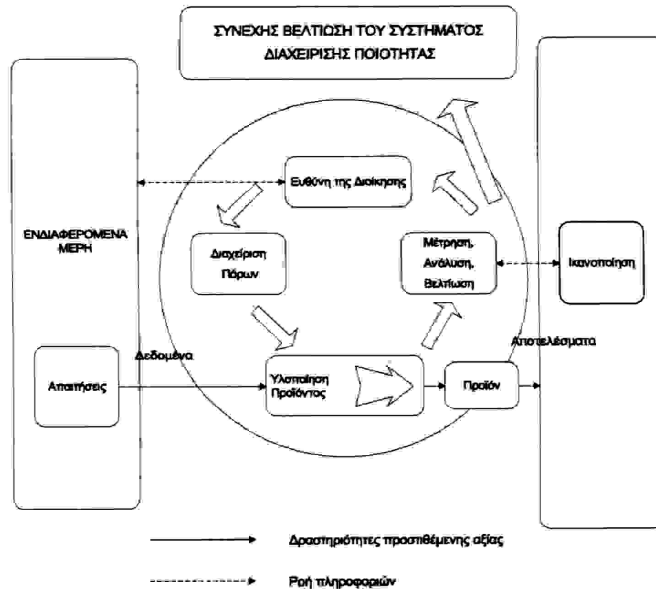 ΣΥΝΕΧΗΣ ΒΕΛΤΙΩΣΗ ΤΟΥ ΣΥΣΤΗΜΑΤΟΣ
ΔΙΑΧΕΙΡΙΣΗΣ ΠΟΙΟΤΗΤΑΣ
Ευθύνη της Διοίκησης
ΕΝΔΙΑΦΕΡΟΜΕΝΑ
ΜΕΡΗ
Διαχείριση
Πόρων
Μέτρηση,
Ανάλυση,
Βελτίωση
Ικανοποίηση
Δεδομένα
Αποτελέσματα
Απαιτήσεις
Υλοποίηση
Προϊόντος
Προϊόν
Δραστηριότητες προστιθέμενης αξίας
Ροή πληροφοριών